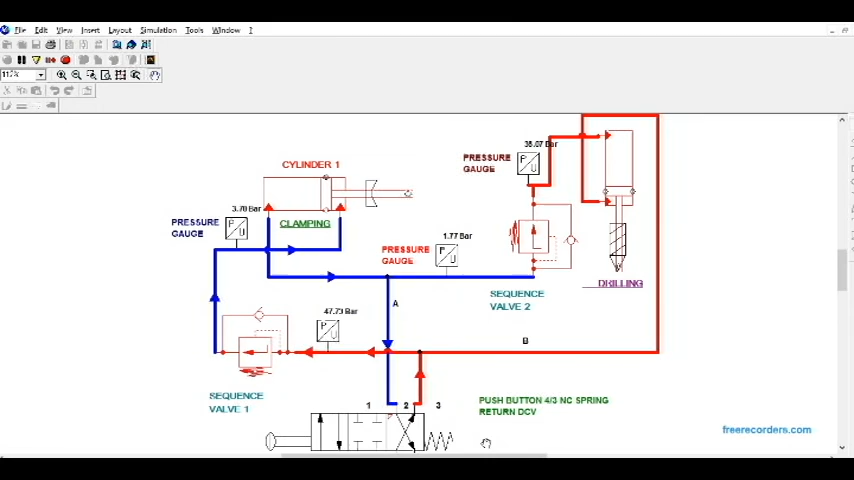 File Edit View Insert Layout Simulation Tools Window ?
112%
38.07 Bar
PRESSURE
GAUGE
P
U
CYLINDER 1
3.70 Bar
CLAMPING
PRESSURE
GAUGE
P
U
1.77 Bar
PRESSURE
GAUGE
P
U
DRILLING
SEQUENCE
VALVE 2
A
47.73 Bar
P
U
B
SEQUENCE
VALVE 1
1 2 3
PUSH BUTTON 4/3 NC SPRING
RETURN DCV
freerecorders.com